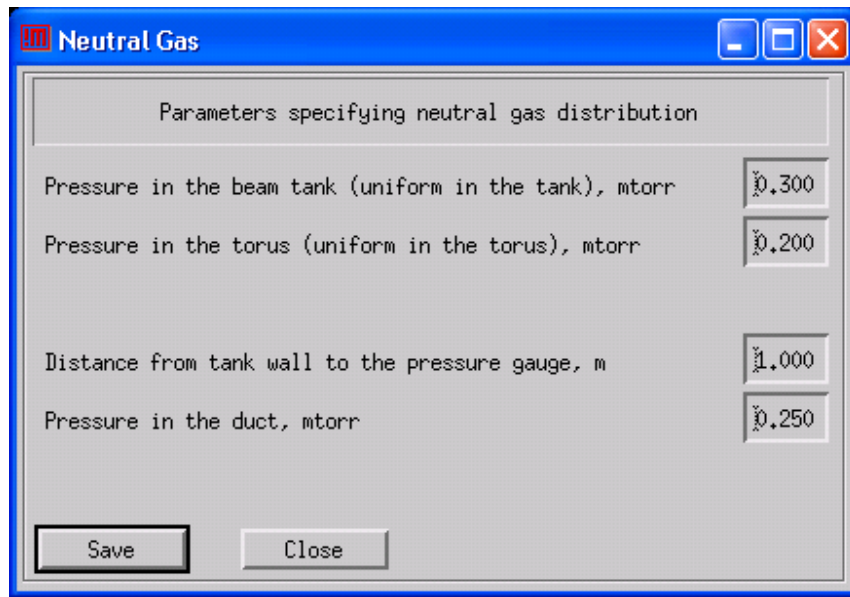 Neutral Gas
Parameters specifying neutral gas distribution
Pressure in the beam tank (uniform in the tank), mtorr 0.300
Pressure in the torus (uniform in the torus), mtorr 0.200
Distance from tank wall to the pressure gauge, m 1.000
Pressure in the duct, mtorr 0.250
Save Close